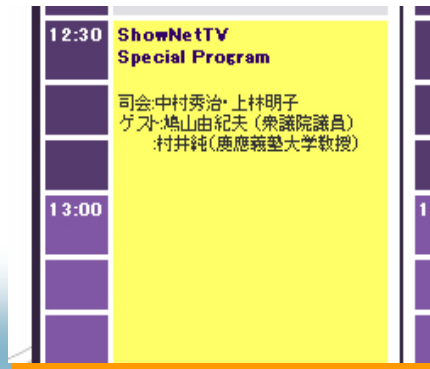 12:30
ShowNetTV
Special Program
司会:中村秀治・上林明子
ゲスト:鳩山由紀夫（衆議院議員）
:村井純(慶應義塾大学教授)
13:00
1